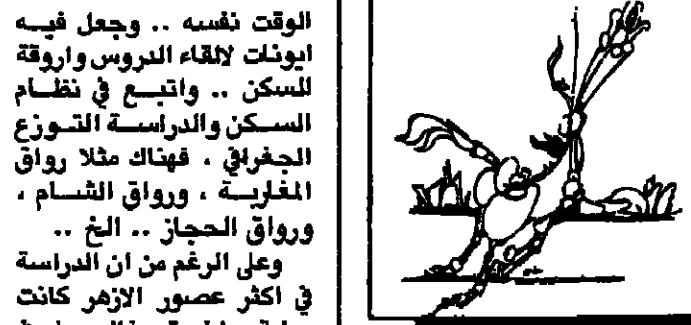 الوقت نفسه .. وجعل فيه
ايونات لالقاء الدروس واروقة
للسكن .. واتبع في نظام
السكن والدراسة التوزع
الجغرافي ، فهناك مثلا رواق
المغاربة ، ورواق الشام ،
ورواق الحجاز .. الخ ..
وعلى الرغم من ان الدراسة
في اكثر عصور الازهر كانت